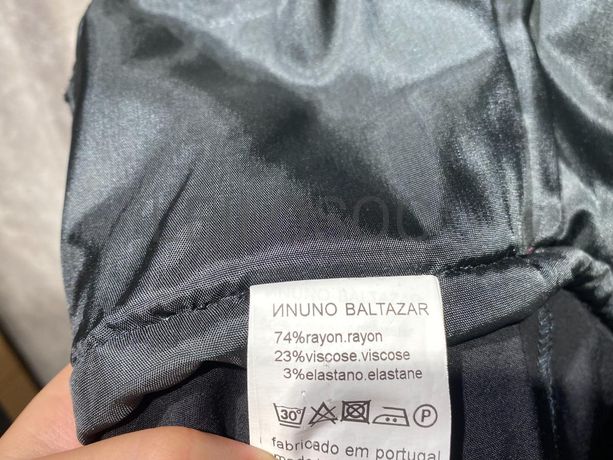 ИNUNO BALTAZAR
74%rayon.rayon
23%viscose.viscose
3%elastano.elastane
30°
P
fabricado em portugal